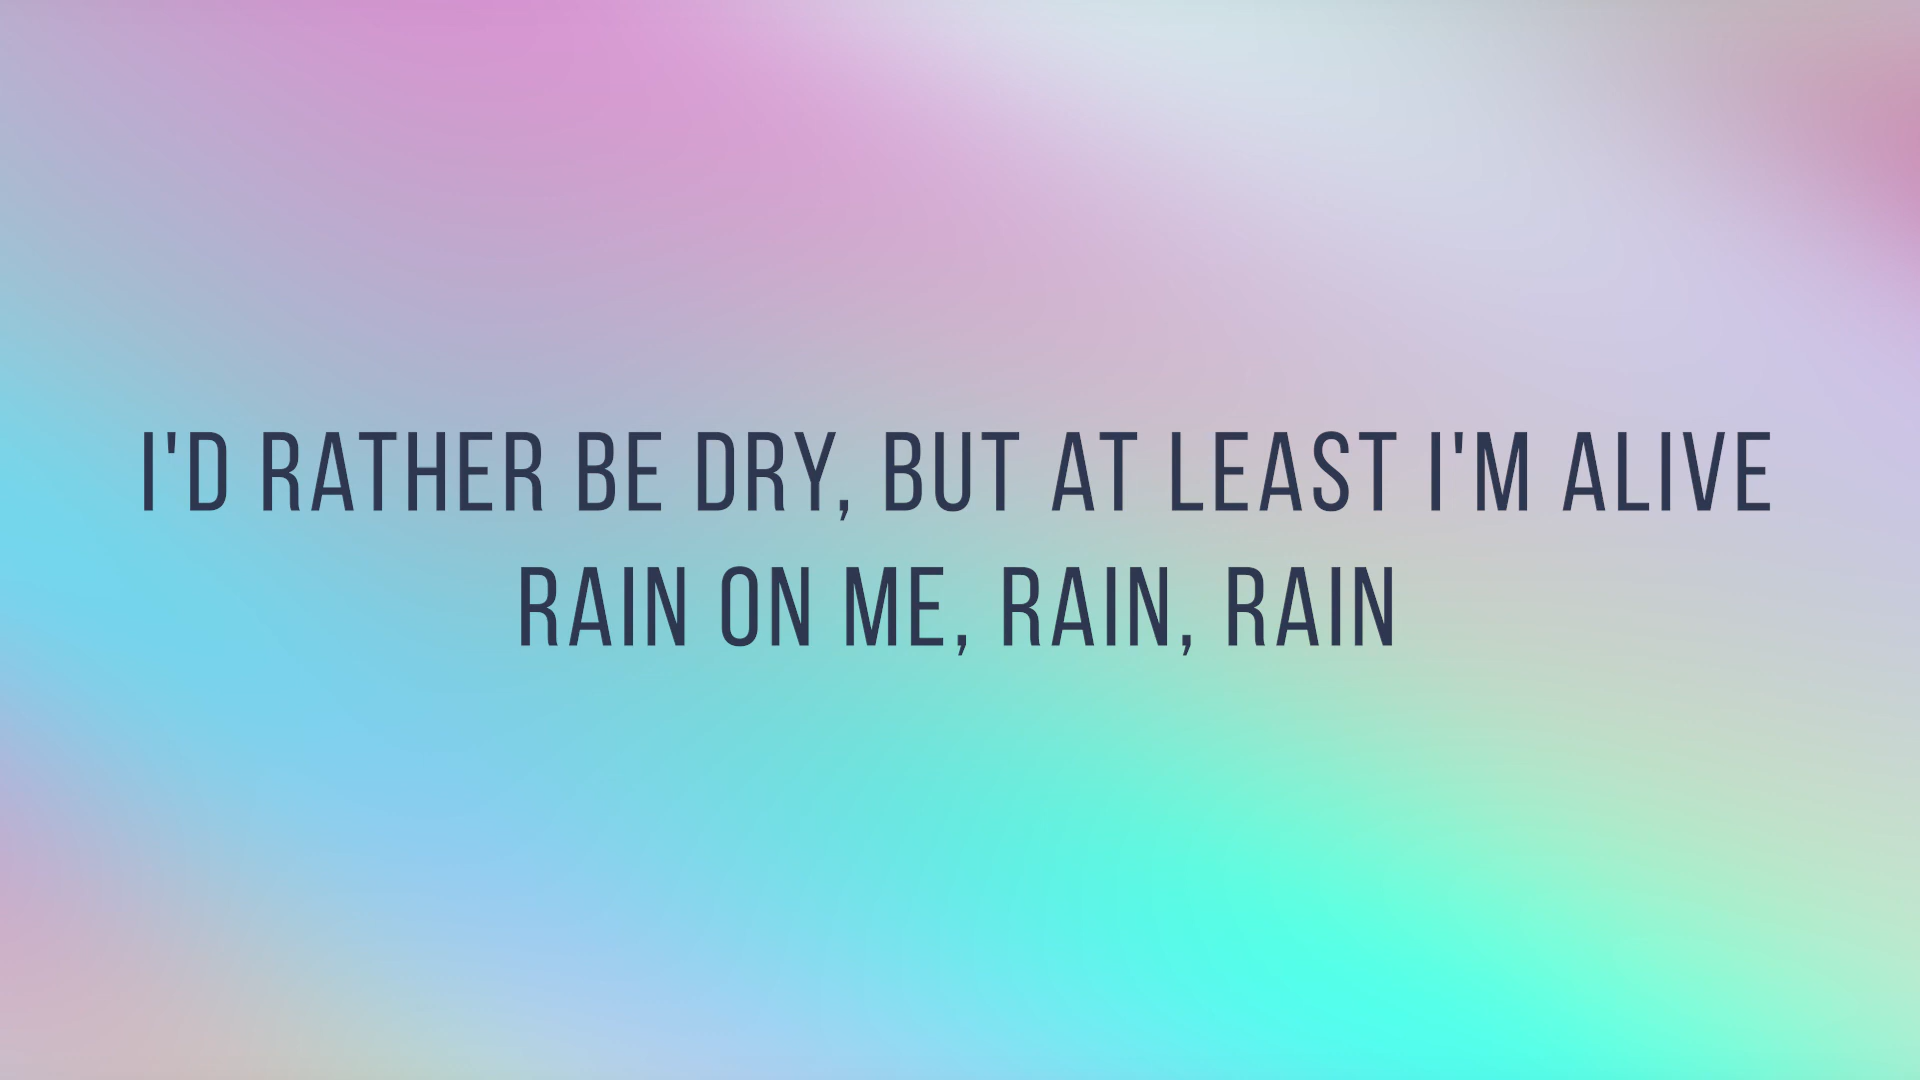 I'D RATHER BE DRY, BUT AT LEAST I'M ALIVE
RAIN ON ME, RAIN, RAIN